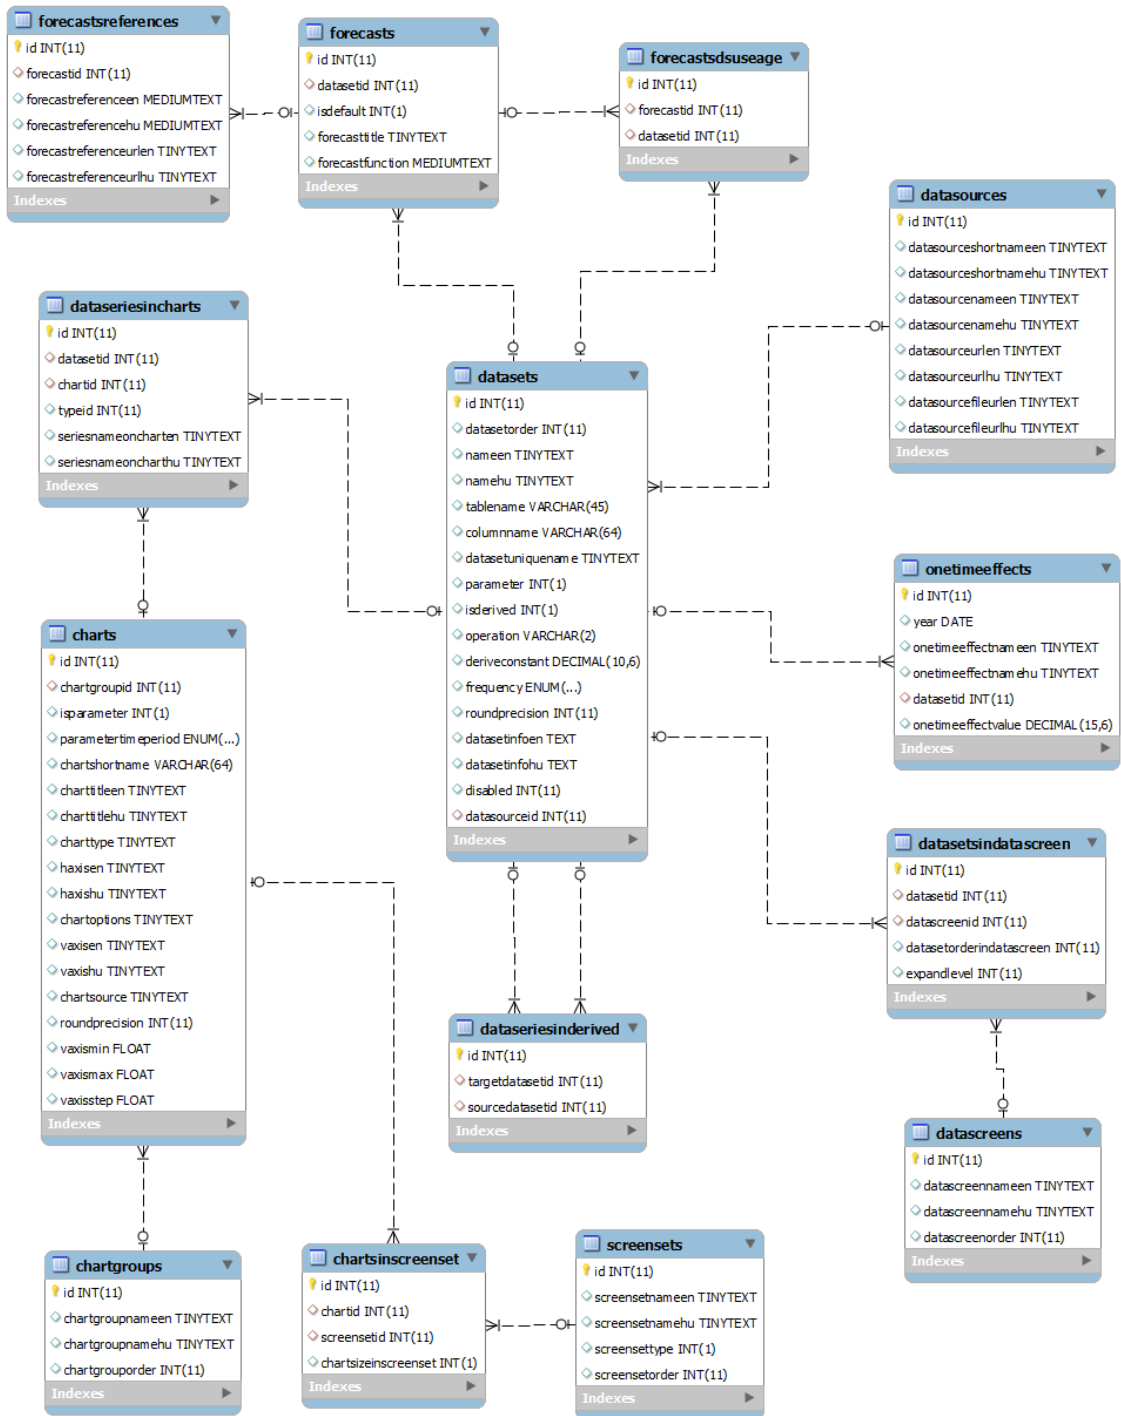 forecastsreferences
id INT(11)
forecastid INT(11)
forecastreferenceen MEDIUMTEXT
forecastreferencehu MEDIUMTEXT
forecastreferenceurlen TINYTEXT
forecastreferenceurlhu TINYTEXT
Indexes
forecasts
id INT(11)
datasetid INT(11)
isdefault INT(1)
forecasttitle TINYTEXT
forecastfunction MEDIUMTEXT
Indexes
forecastsdsuseage
id INT(11)
forecastid INT(11)
datasetid INT(11)
Indexes
datasources
id INT(11)
datasourceshortnameen TINYTEXT
datasourceshortnamehu TINYTEXT
datasourcenameen TINYTEXT
datasourcenamehu TINYTEXT
datasourceurlen TINYTEXT
datasourceurlhu TINYTEXT
datasourcefileurlen TINYTEXT
datasourcefileurlhu TINYTEXT
Indexes
dataseriesincharts
id INT(11)
datasetid INT(11)
chartid INT(11)
typeid INT(11)
seriesnameoncharten TINYTEXT
seriesnameoncharthu TINYTEXT
Indexes
datasets
id INT(11)
datasetorder INT(11)
nameen TINYTEXT
namehu TINYTEXT
tablename VARCHAR(45)
columnname VARCHAR(64)
datasetuniquename TINYTEXT
parameter INT(1)
isderived INT(1)
operation VARCHAR(2)
deriveconstant DECIMAL(10,6)
frequency ENUM(...)
roundprecision INT(11)
datasetinfoen TEXT
datasetinfohu TEXT
disabled INT(11)
datasourceid INT(11)
Indexes
onetimeeffects
id INT(11)
year DATE
onetimeeffectnameen TINYTEXT
onetimeeffectnamehu TINYTEXT
datasetid INT(11)
onetimeeffectvalue DECIMAL(15,6)
Indexes
charts
id INT(11)
chartgroupid INT(11)
isparameter INT(1)
parametertimeperiod ENUM(...)
chartshortname VARCHAR(64)
charttitleen TINYTEXT
charttitlehu TINYTEXT
charttype TINYTEXT
haxisen TINYTEXT
haxishu TINYTEXT
chartoptions TINYTEXT
vaxisen TINYTEXT
vaxishu TINYTEXT
chartsource TINYTEXT
roundprecision INT(11)
vaxismin FLOAT
vaxismax FLOAT
vaxisstep FLOAT
Indexes
datasetsindatascreen
id INT(11)
datasetid INT(11)
datascreenid INT(11)
datasetorderindatascreen INT(11)
expandlevel INT(11)
Indexes
dataseriesinderived
id INT(11)
targetdatasetid INT(11)
sourcedatasetid INT(11)
Indexes
datascreens
id INT(11)
datascreennameen TINYTEXT
datascreennamehu TINYTEXT
datascreenorder INT(11)
Indexes
chartgroups
id INT(11)
chartgroupnameen TINYTEXT
chartgroupnamehu TINYTEXT
chartgrouporder INT(11)
Indexes
chartsinscreenset
id INT(11)
chartid INT(11)
screensetid INT(11)
chartsizeinscreenset INT(1)
Indexes
screensets
id INT(11)
screensetnameen TINYTEXT
screensetnamehu TINYTEXT
screensettype INT(1)
screensetorder INT(11)
Indexes